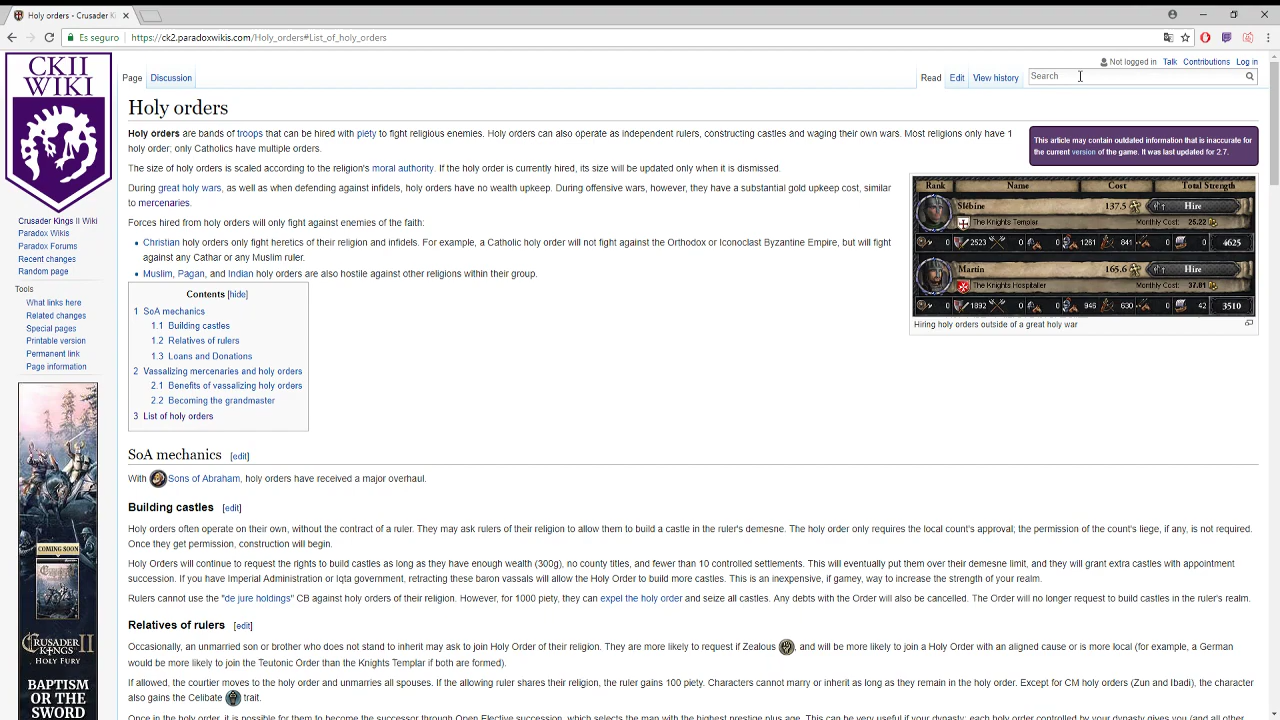 Holy orders - Crusader Ki
Es seguro https://ck2.paradoxwikis.com/Holy_orders#List_of_holy_orders
CKII
WIKI
Not logged in Talk Contributions Log in
Page Discussion Read Edit View history Search
Holy orders
Holy orders are bands of troops that can be hired with piety to fight religious enemies. Holy orders can also operate as independent rulers, constructing castles and waging their own wars. Most religions only have 1
holy order: only Catholics have multiple orders.
This article may contain outdated information that is inaccurate for
the current version of the game. It was last updated for 2.7.
The size of holy orders is scaled according to the religion's moral authority. If the holy order is currently hired, its size will be updated only when it is dismissed.
During great holy wars, as well as when defending against infidels, holy orders have no wealth upkeep. During offensive wars, however, they have a substantial gold upkeep cost, similar
to mercenaries.
Forces hired from holy orders will only fight against enemies of the faith:
Christian holy orders only fight heretics of their religion and infidels. For example, a Catholic holy order will not fight against the Orthodox or Iconoclast Byzantine Empire, but will fight
against any Cathar or any Muslim ruler.
Muslim, Pagan, and Indian holy orders are also hostile against other religions within their group.
Rank Name Cost Total Strength
Slébine 137.5 Hire
The Knights Templar Monthly Cost: 25.22
0 2523 0 0 1261 841 0 0 4625
Martin 165.6 Hire
The Knights Hospitaller Monthly Cost: 37.81
0 1892 0 0 946 630 0 42 3510
Hiring holy orders outside of a great holy war
Crusader Kings II Wiki
Paradox Wikis
Paradox Forums
Recent changes
Random page
Tools
What links here
Related changes
Special pages
Printable version
Permanent link
Page information
Contents [hide]
1 SoA mechanics
1.1 Building castles
1.2 Relatives of rulers
1.3 Loans and Donations
2 Vassalizing mercenaries and holy orders
2.1 Benefits of vassalizing holy orders
2.2 Becoming the grandmaster
3 List of holy orders
SoA mechanics [edit]
With Sons of Abraham, holy orders have received a major overhaul.
Building castles [edit]
Holy orders often operate on their own, without the contract of a ruler. They may ask rulers of their religion to allow them to build a castle in the ruler's demesne. The holy order only requires the local count's approval; the permission of the count's liege, if any, is not required.
Once they get permission, construction will begin.
Holy Orders will continue to request the rights to build castles as long as they have enough wealth (300g), no county titles, and fewer than 10 controlled settlements. This will eventually put them over their demesne limit, and they will grant extra castles with appointment
succession. If you have Imperial Administration or Iqta government, retracting these baron vassals will allow the Holy Order to build more castles. This is an inexpensive, if gamey, way to increase the strength of your realm.
Rulers cannot use the "de jure holdings" CB against holy orders of their religion. However, for 1000 piety, they can expel the holy order and seize all castles. Any debts with the Order will also be cancelled. The Order will no longer request to build castles in the ruler's realm.
Relatives of rulers [edit]
Occasionally, an unmarried son or brother who does not stand to inherit may ask to join Holy Order of their religion. They are more likely to request if Zealous, and will be more likely to join a Holy Order with an aligned cause or is more local (for example, a German
would be more likely to join the Teutonic Order than the Knights Templar if both are formed).
If allowed, the courtier moves to the holy order and unmarries all spouses. If the allowing ruler shares their religion, the ruler gains 100 piety. Characters cannot marry or inherit as long as they remain in the holy order. Except for CM holy orders (Zun and Ibadi), the character
also gains the Celibate trait.
Once in the holy order, it is possible for them to become the successor through Open Elective succession, which selects the man with the highest prestige plus age. This can be very useful if your dynasty: each holy order controlled by your dynasty gives you (and all other
COMING SOON
CRUSADER
KINGS II
HOLY FURY
BAPTISM
OR THE
SWORD